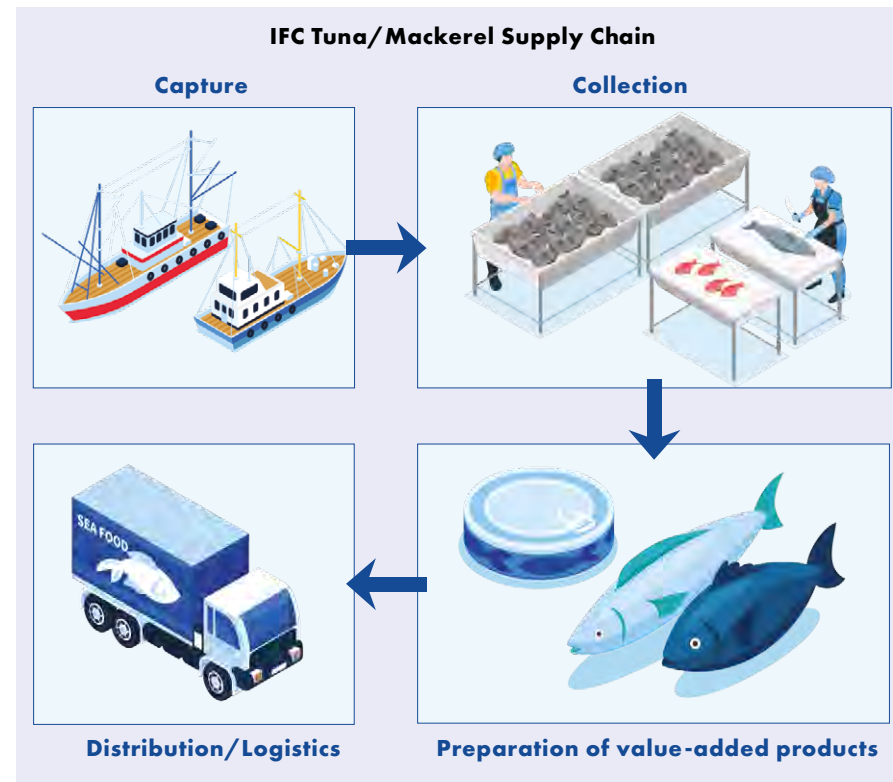 IFC Tuna/Mackerel Supply Chain
Capture
Collection
SEA FOOD
Distribution/Logistics
Preparation of value-added products